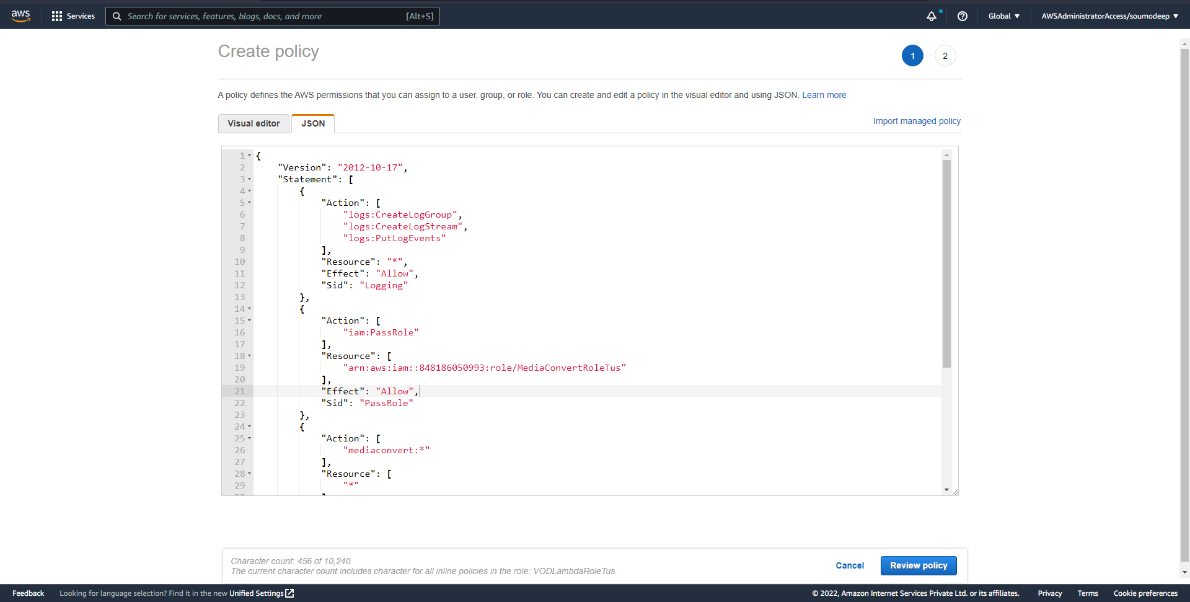 aws Services Search for services, features, blogs, docs, and more [Alt+S] Global ▼ AWSAdministratorAccess/soumodeep ▼
Create policy 1 2
A policy defines the AWS permissions that you can assign to a user, group, or role. You can create and edit a policy in the visual editor and using JSON. Learn more
Visual editor JSON Import managed policy
1 {
2 "Version": "2012-10-17",
3 "Statement": [
4 {
5 "Action": [
6 "logs:CreateLogGroup",
7 "logs:CreateLogStream",
8 "logs:PutLogEvents"
9 ],
10 "Resource": "*",
11 "Effect": "Allow",
12 "Sid": "Logging"
13 },
14 {
15 "Action": [
16 "iam:PassRole"
17 ],
18 "Resource": [
19 "arn:aws:iam::848186050993:role/MediaConvertRoleTus"
20 ],
21 "Effect": "Allow",
22 "Sid": "PassRole"
23 },
24 {
25 "Action": [
26 "mediaconvert:*"
27 ],
28 "Resource": [
29 "*"
Character count: 456 of 10,240.
The current character count includes character for all inline policies in the role: VODLambdaRoleTus.
Cancel Review policy
Feedback Looking for language selection? Find it in the new Unified Settings © 2022, Amazon Internet Services Private Ltd. or its affiliates. Privacy Terms Cookie preferences